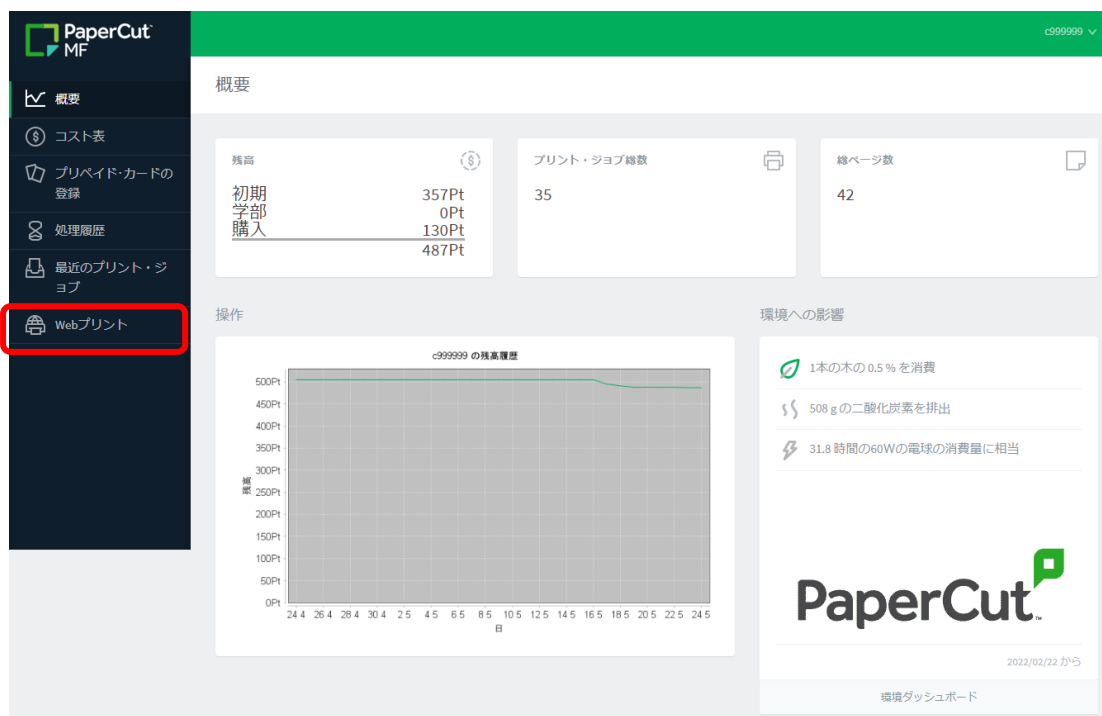 PaperCut
MF
c999999
概要
概要
コスト表
プリペイド・カードの
登録
処理履歴
最近のプリント・ジ
ョブ
Webプリント
残高
初期 357Pt
学部 0Pt
購入 130Pt
487Pt
プリント・ジョブ総数
35
総ページ数
42
操作
c999999 の残高履歴
500Pt
450Pt
400Pt
350Pt
300Pt
250Pt
200Pt
150Pt
100Pt
50Pt
0Pt
残高
24 4 26 4 28 4 30 4 2 5 4 5 6 5 8 5 10 5 12 5 14 5 16 5 18 5 20 5 22 5 24 5
日
環境への影響
1本の木の 0.5 % を消費
508 g の二酸化炭素を排出
31.8 時間の60Wの電球の消費量に相当
PaperCut™
2022/02/22 から
環境ダッシュボード